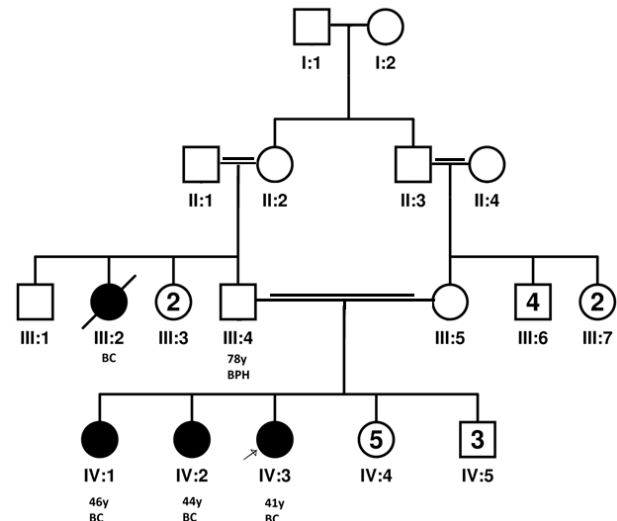 I:1 I:2
II:1 II:2 II:3 II:4
2 4 2
III:1 III:2 III:3 III:4 III:5 III:6 III:7
BC 78y
BPH
5 3
IV:1 IV:2 IV:3 IV:4 IV:5
46y 44y 41y
BC BC BC